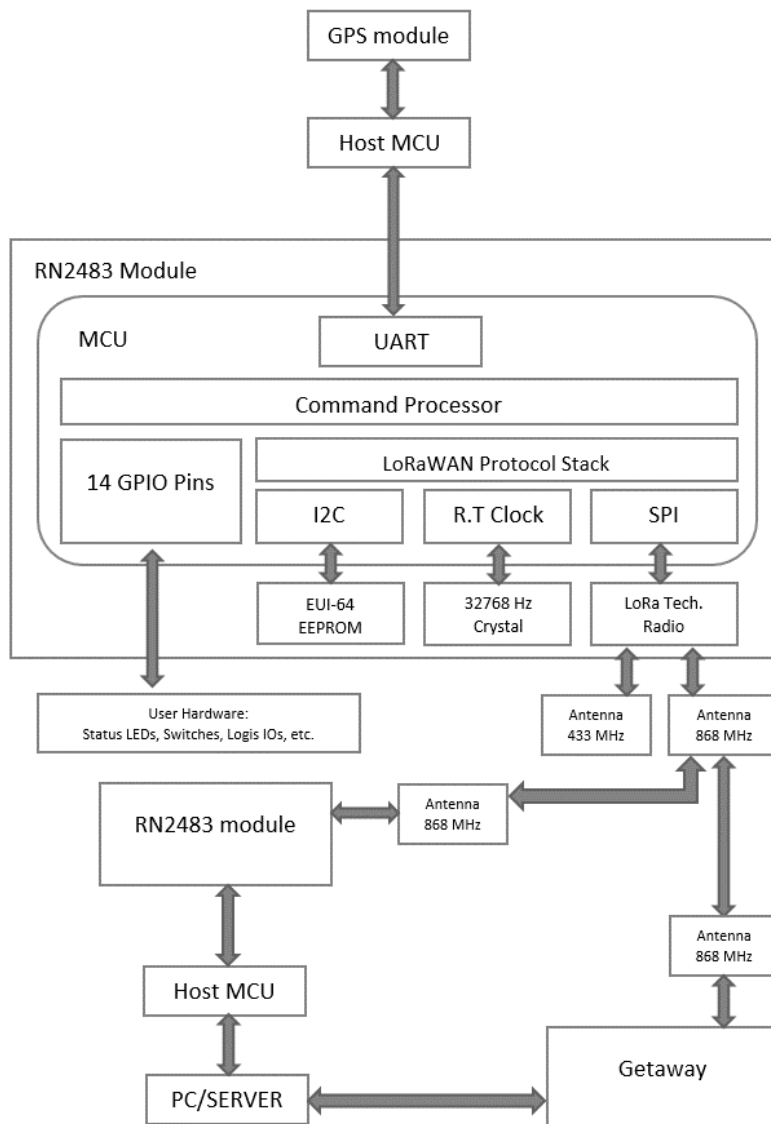 GPS module
Host MCU
RN2483 Module
MCU
UART
Command Processor
14 GPIO Pins
LoRaWAN Protocol Stack
I2C
R.T Clock
SPI
EUI-64
EEPROM
32768 Hz
Crystal
LoRa Tech.
Radio
User Hardware:
Status LEDs, Switches, Logis IOs, etc.
Antenna
433 MHz
Antenna
868 MHz
RN2483 module
Antenna
868 MHz
Antenna
868 MHz
Host MCU
Getaway
PC/SERVER